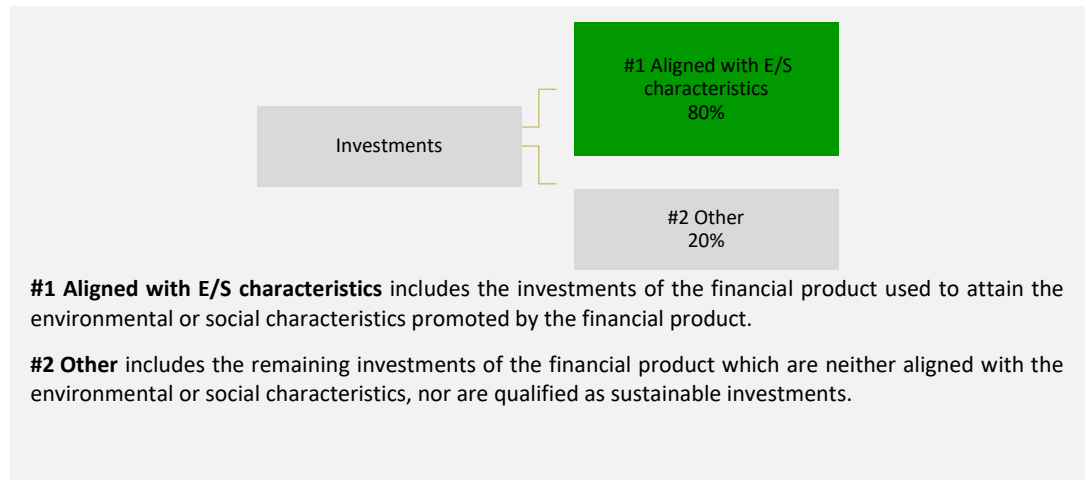 #1 Aligned with E/S
characteristics
80%
Investments
#2 Other
20%
#1 Aligned with E/S characteristics includes the investments of the financial product used to attain the
environmental or social characteristics promoted by the financial product.
#2 Other includes the remaining investments of the financial product which are neither aligned with the
environmental or social characteristics, nor are qualified as sustainable investments.